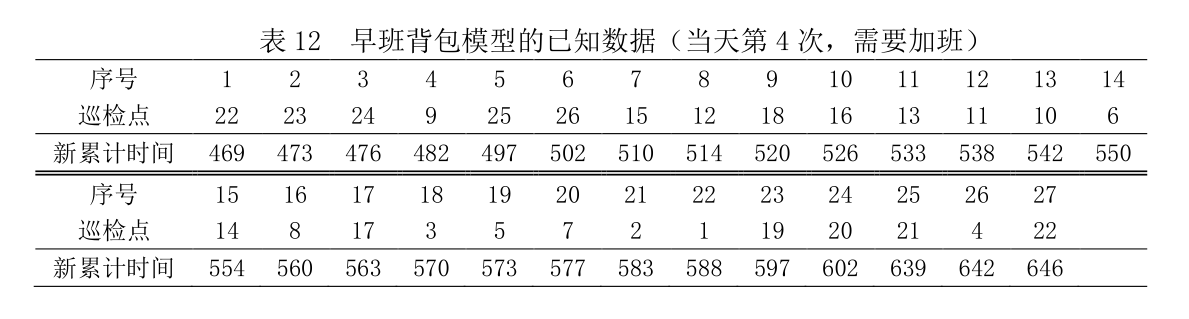 表 12 早班背包模型的已知数据（当天第 4 次，需要加班）
序号 1 2 3 4 5 6 7 8 9 10 11 12 13 14
巡检点 22 23 24 9 25 26 15 12 18 16 13 11 10 6
新累计时间 469 473 476 482 497 502 510 514 520 526 533 538 542 550
序号 15 16 17 18 19 20 21 22 23 24 25 26 27
巡检点 14 8 17 3 5 7 2 1 19 20 21 4 22
新累计时间 554 560 563 570 573 577 583 588 597 602 639 642 646